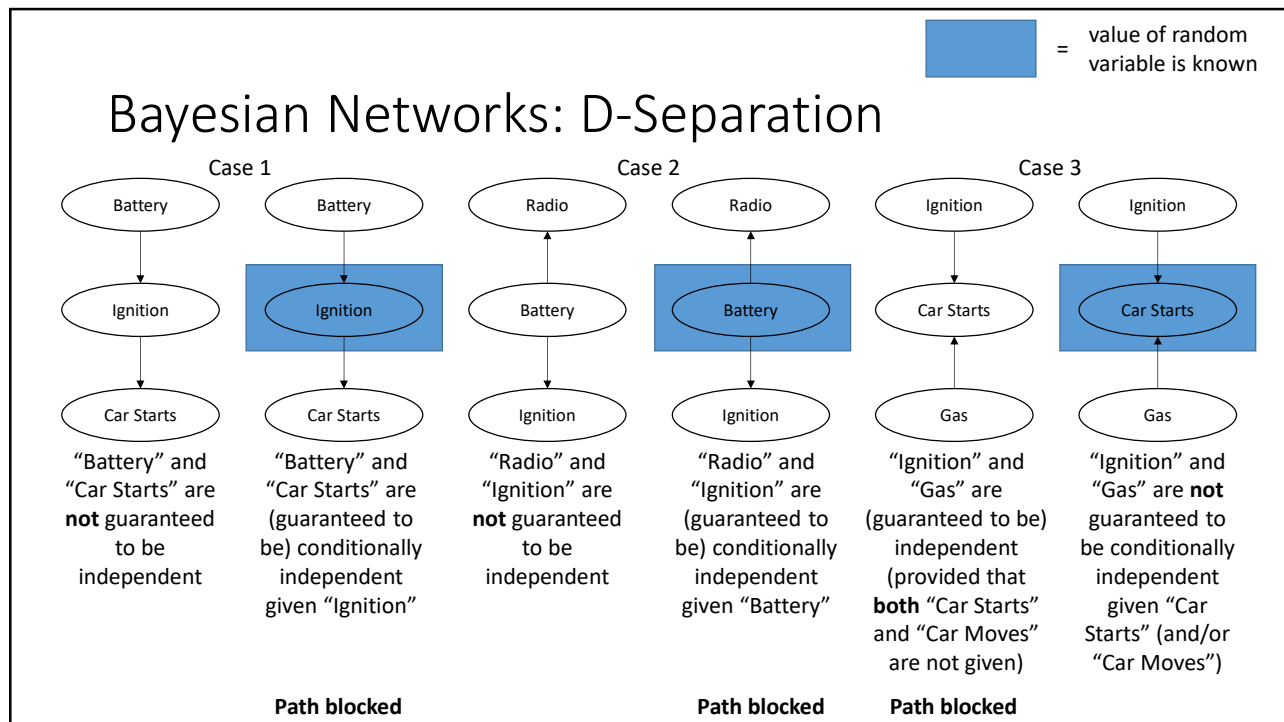 = value of random
variable is known
Bayesian Networks: D-Separation
Case 1
Case 2
Case 3
Battery
Ignition
Car Starts
“Battery” and
“Car Starts” are
not guaranteed
to be
independent
Battery
Ignition
Car Starts
“Battery” and
“Car Starts” are
(guaranteed to
be) conditionally
independent
given “Ignition”
Path blocked
Radio
Battery
Ignition
“Radio” and
“Ignition” are
not guaranteed
to be
independent
Radio
Battery
Ignition
“Radio” and
“Ignition” are
(guaranteed to
be) conditionally
independent
given “Battery”
Path blocked
Ignition
Car Starts
Gas
“Ignition” and
“Gas” are
(guaranteed to be)
independent
(provided that
both “Car Starts”
and “Car Moves”
are not given)
Path blocked
Ignition
Car Starts
Gas
“Ignition” and
“Gas” are not
guaranteed to
be conditionally
independent
given “Car
Starts” (and/or
“Car Moves”)